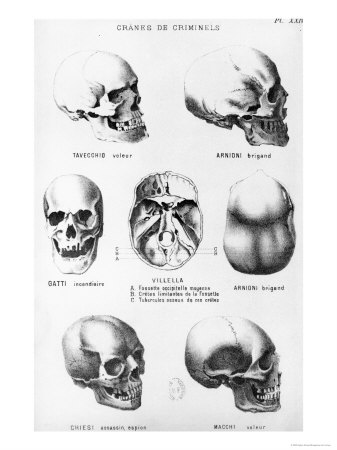 Pl. XXII
CRÂNES DE CRIMINELS
TAVECCHIO voleur
ARNIONI brigand
GATTI incendiaire
VILLELLA
A. Fossette occipitale moyenne
B. Crêtes limitantes de la fossette
C. Tubercules osseux de ces crêtes
ARNIONI brigand
CHIESI assassin, espion
MACCHI voleur